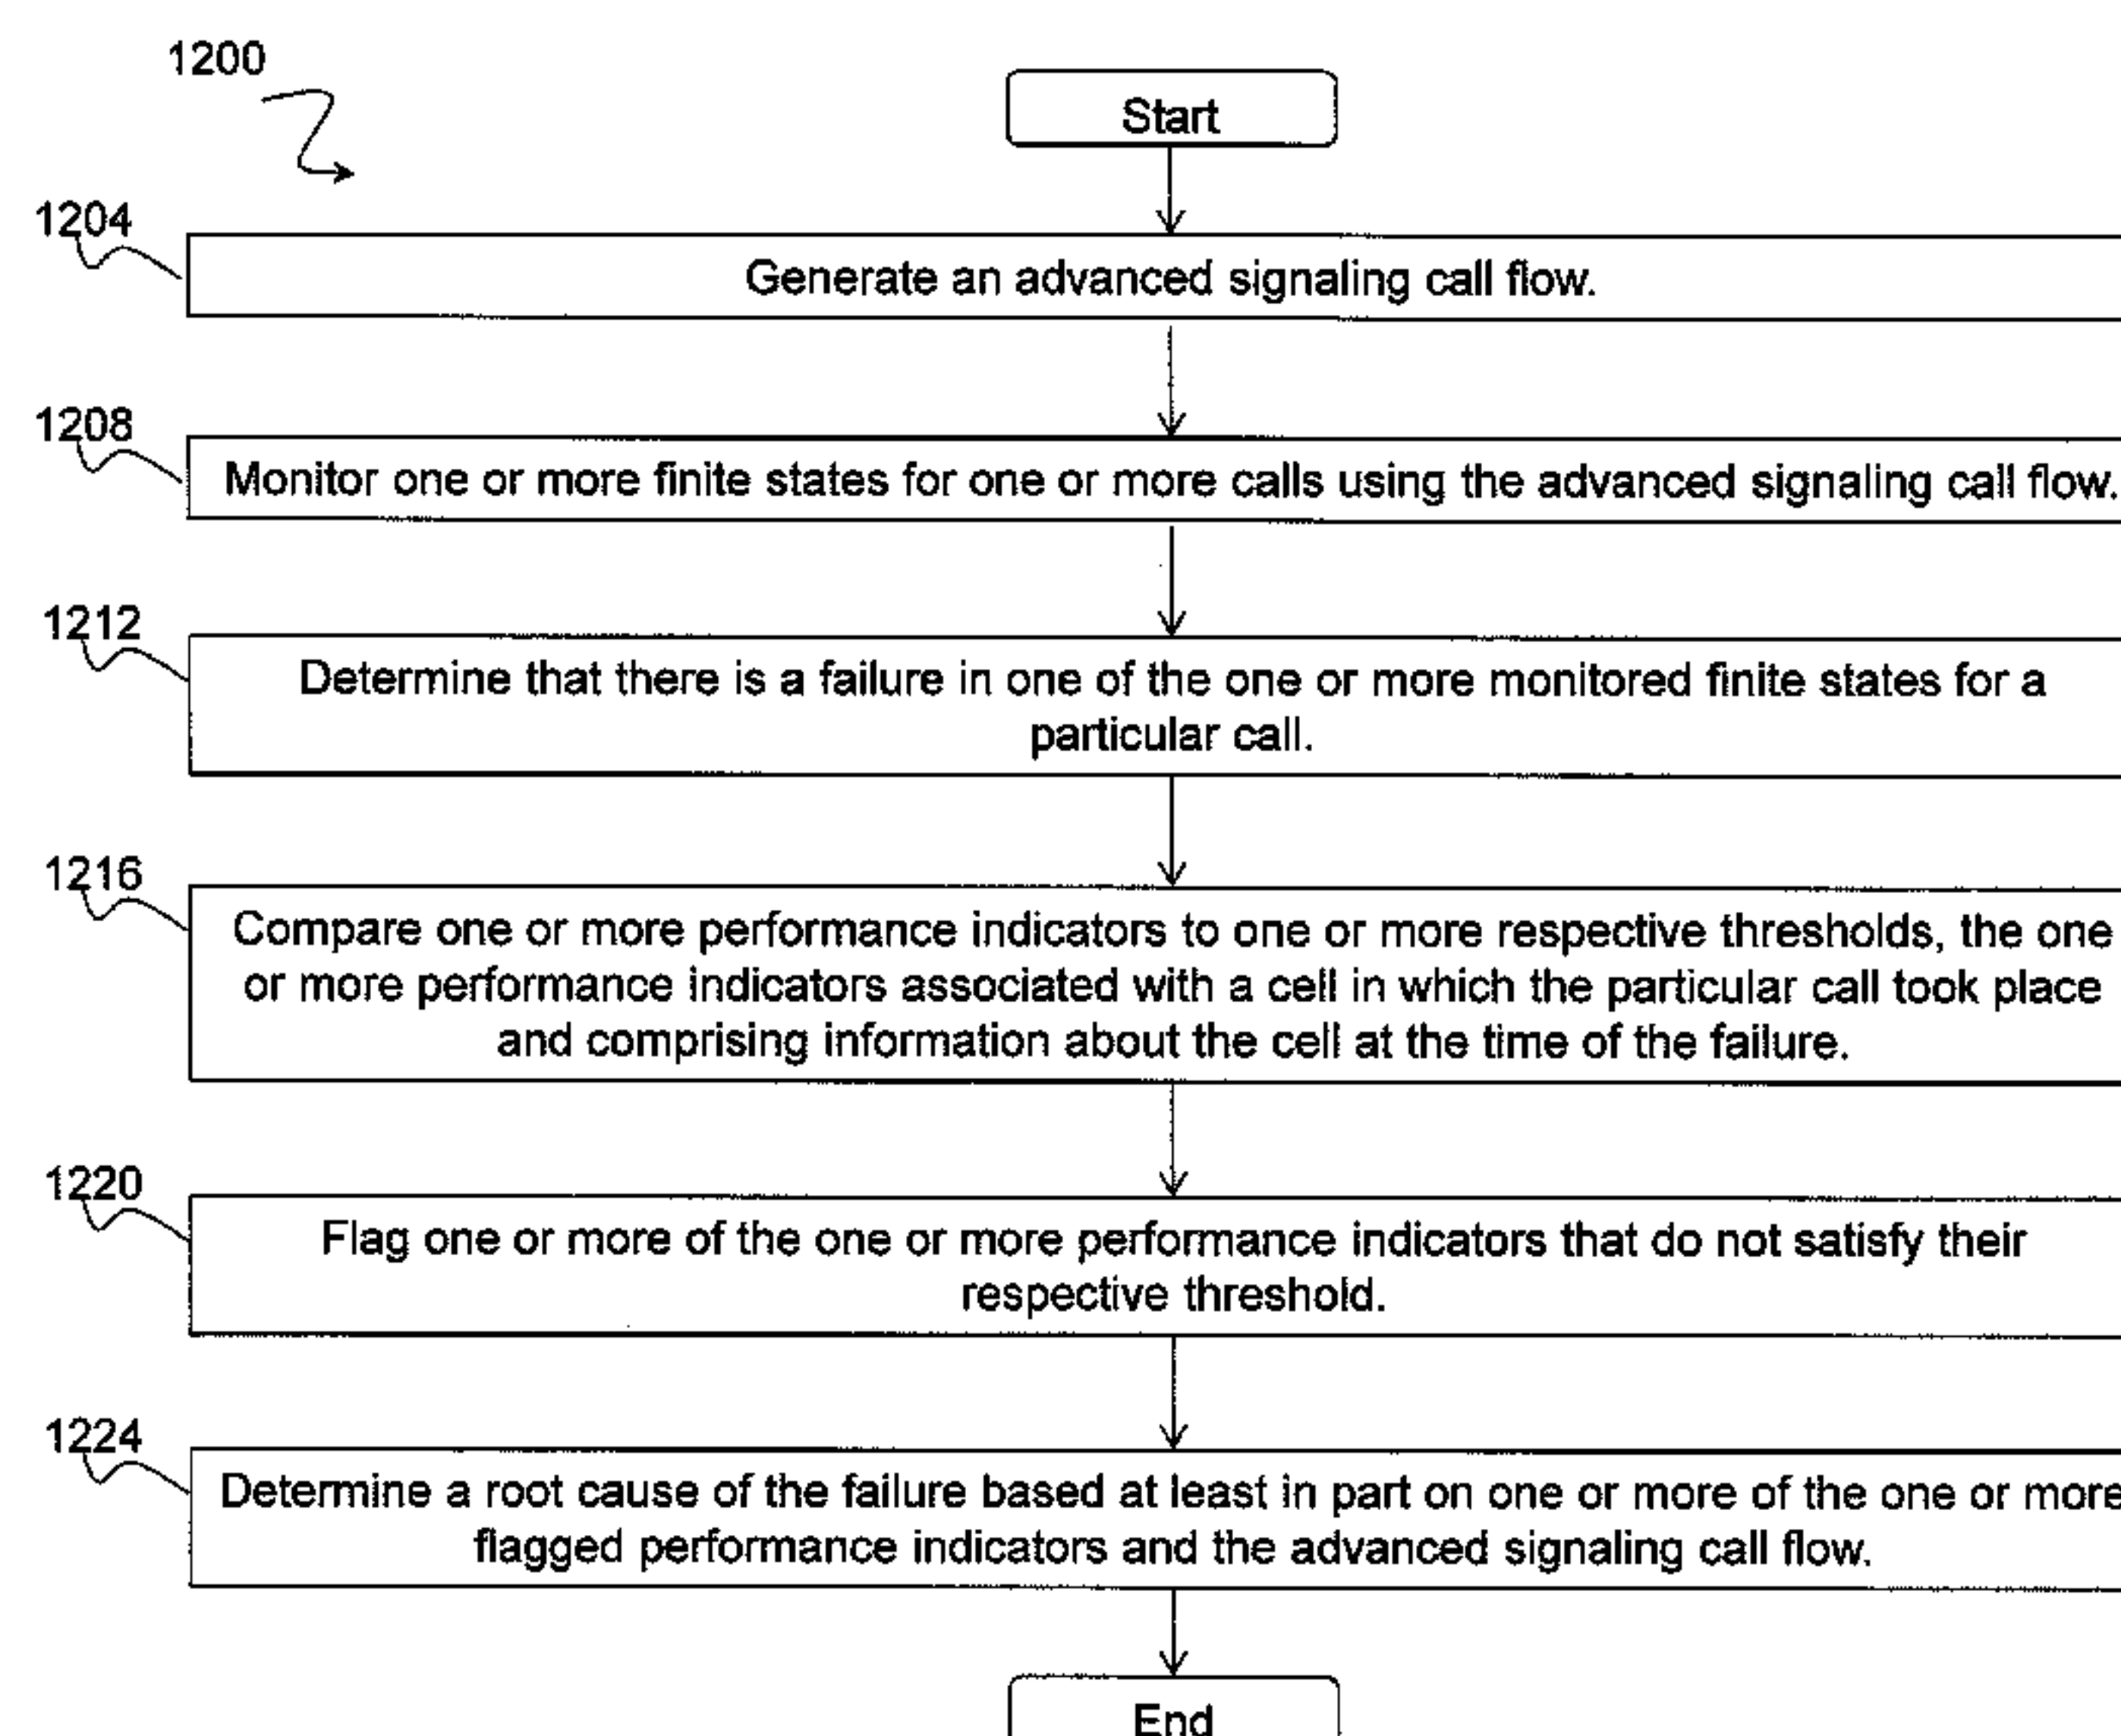 1200
Start
1204
Generate an advanced signaling call flow.
1208
Monitor one or more finite states for one or more calls using the advanced signaling call flow.
1212
Determine that there is a failure in one of the one or more monitored finite states for a
particular call.
1216
Compare one or more performance indicators to one or more respective thresholds, the one
or more performance indicators associated with a cell in which the particular call took place
and comprising information about the cell at the time of the failure.
1220
Flag one or more of the one or more performance indicators that do not satisfy their
respective threshold.
1224
Determine a root cause of the failure based at least in part on one or more of the one or more
flagged performance indicators and the advanced signaling call flow.
End